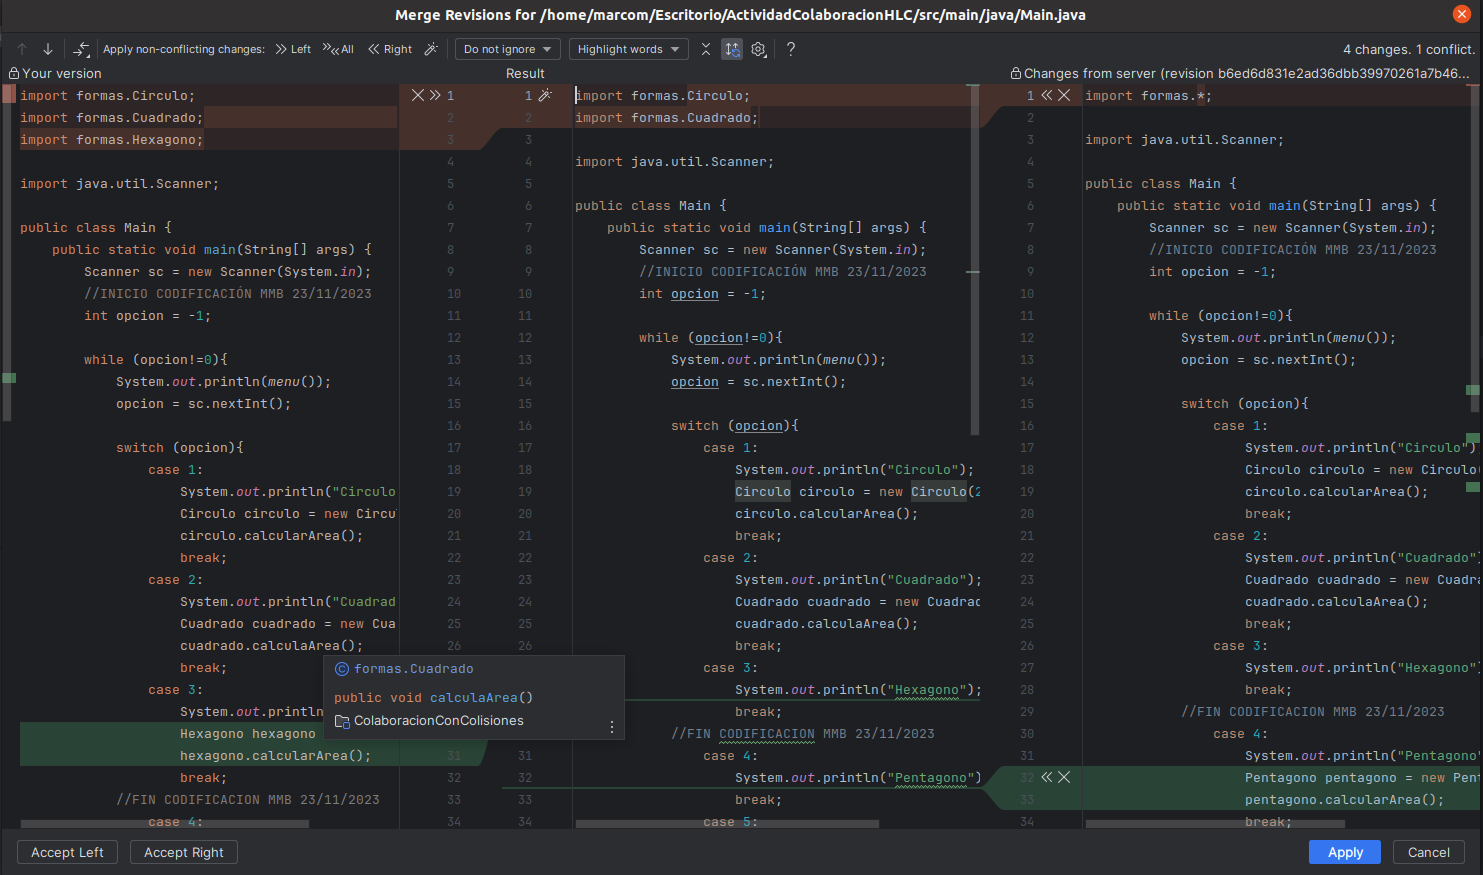 Merge Revisions for /home/marcom/Escritorio/ActividadColaboracionHLC/src/main/java/Main.java
Apply non-conflicting changes: Left All Right Do not ignore Highlight words ? 4 changes. 1 conflict.
Your version
Result
Changes from server (revision b6ed6d831e2ad36dbb39970261a7b46...
import formas.Circulo;
import formas.Cuadrado;
import formas.Hexagono;
import java.util.Scanner;
public class Main {
public static void main(String[] args) {
Scanner sc = new Scanner(System.in);
//INICIO CODIFICACIÓN MMB 23/11/2023
int opcion = -1;
while (opcion!=0){
System.out.println(menu());
opcion = sc.nextInt();
switch (opcion){
case 1:
System.out.println("Circulo
Circulo circulo = new Circu
circulo.calcularArea();
break;
case 2:
System.out.println("Cuadrad
Cuadrado cuadrado = new Cua
cuadrado.calculaArea();
break;
case 3:
System.out.println
Hexagono hexagono
hexagono.calcularArea();
break;
//FIN CODIFICACION MMB 23/11/2023
case 4:
1
2
3
4
5
6
7
8
9
10
11
12
13
14
15
16
17
18
19
20
21
22
23
24
25
26
31
32
33
34
1
2
3
4
5
6
7
8
9
10
11
12
13
14
15
16
17
18
19
20
21
22
23
24
25
26
31
32
33
34
import formas.Circulo;
import formas.Cuadrado;
import java.util.Scanner;
public class Main {
public static void main(String[] args) {
Scanner sc = new Scanner(System.in);
//INICIO CODIFICACIÓN MMB 23/11/2023
int opcion = -1;
while (opcion!=0){
System.out.println(menu());
opcion = sc.nextInt();
switch (opcion){
case 1:
System.out.println("Circulo");
Circulo circulo = new Circulo(2
circulo.calcularArea();
break;
case 2:
System.out.println("Cuadrado");
Cuadrado cuadrado = new Cuadrad
cuadrado.calculaArea();
break;
case 3:
System.out.println("Hexagono");
break;
//FIN CODIFICACION MMB 23/11/2023
case 4:
System.out.println("Pentagono")
break;
case 5:
formas.Cuadrado
public void calculaArea()
ColaboracionConColisiones
1
2
3
4
5
6
7
8
9
10
11
12
13
14
15
16
17
18
19
20
21
22
23
24
25
26
27
28
29
30
31
32
33
34
import formas.*;
import java.util.Scanner;
public class Main {
public static void main(String[] args) {
Scanner sc = new Scanner(System.in);
//INICIO CODIFICACIÓN MMB 23/11/2023
int opcion = -1;
while (opcion!=0){
System.out.println(menu());
opcion = sc.nextInt();
switch (opcion){
case 1:
System.out.println("Circulo")
Circulo circulo = new Circulo
circulo.calcularArea();
break;
case 2:
System.out.println("Cuadrado"
Cuadrado cuadrado = new Cuadr
cuadrado.calculaArea();
break;
case 3:
System.out.println("Hexagono"
break;
//FIN CODIFICACIÓN MMB 23/11/2023
case 4:
System.out.println("Pentagono
Pentagono pentagono = new Pent
pentagono.calcularArea();
break;
Accept Left
Accept Right
Apply
Cancel